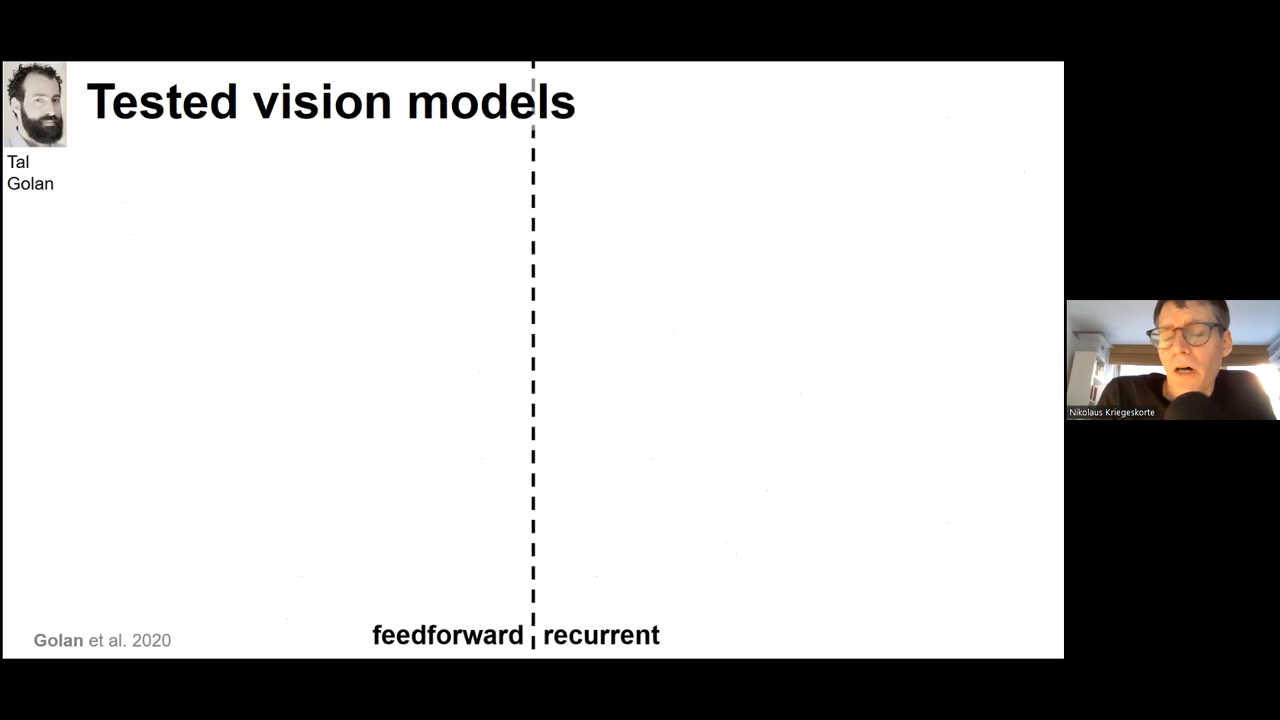 Tested vision models
Tal
Golan
Golan et al. 2020
feedforward
recurrent
Nikolaus Kriegeskorte